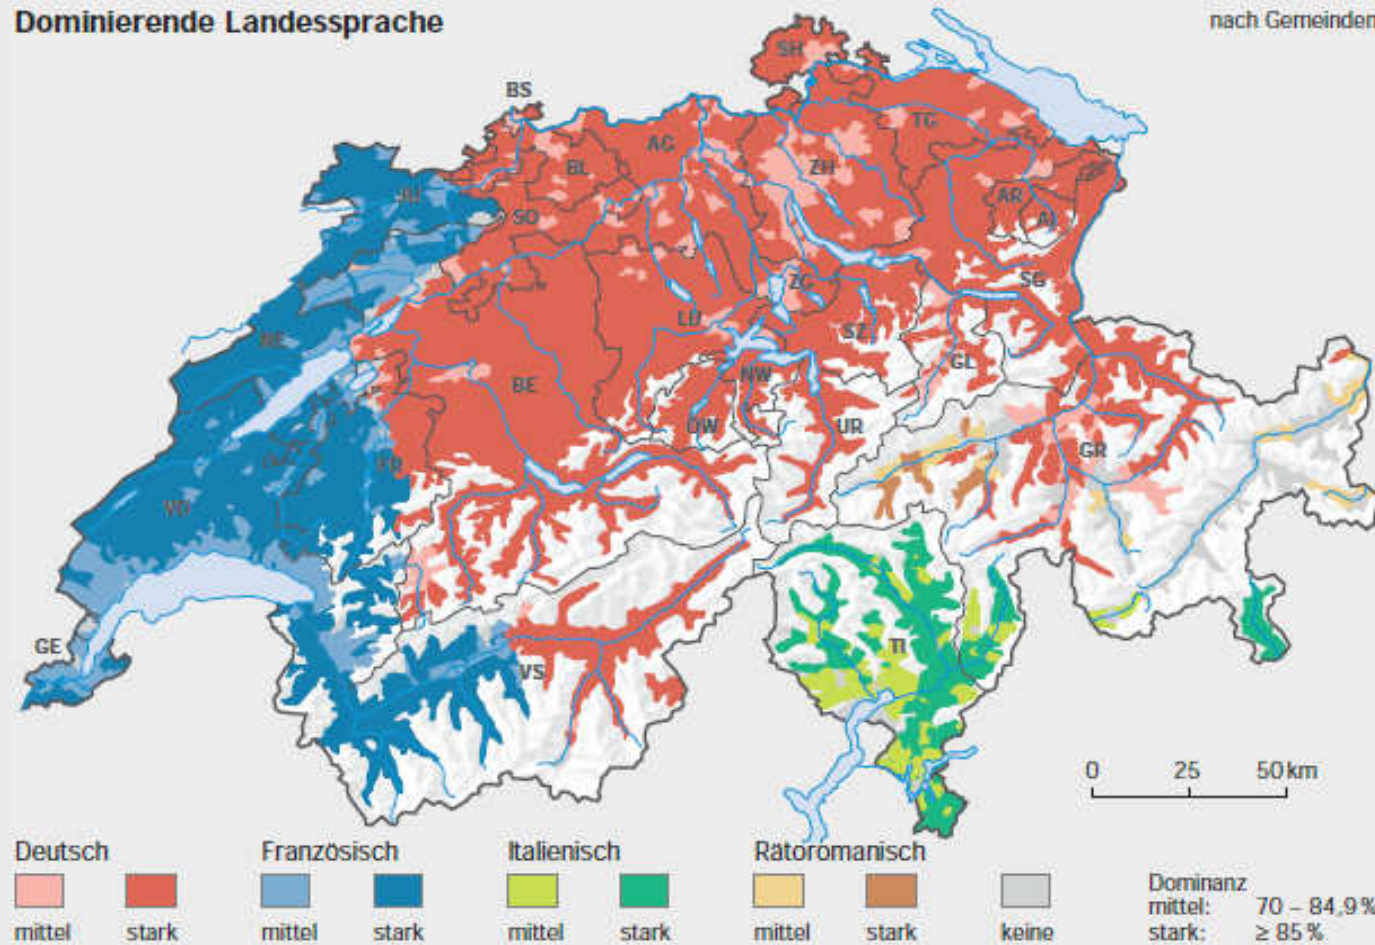 Dominierende Landessprache
nach Gemeinden
SH
BS
TG
AG
BL
ZH
JU
AR
SO
AI
ZG
SG
LU
SZ
NE
GL
NW
BE
OW
UR
GR
FR
VD
TI
GE
VS
0 25 50 km
Deutsch Französisch Italienisch Rätoromanisch
Dominanz
mittel: 70 – 84,9 %
mittel stark mittel stark mittel stark mittel stark keine stark: ≥ 85 %